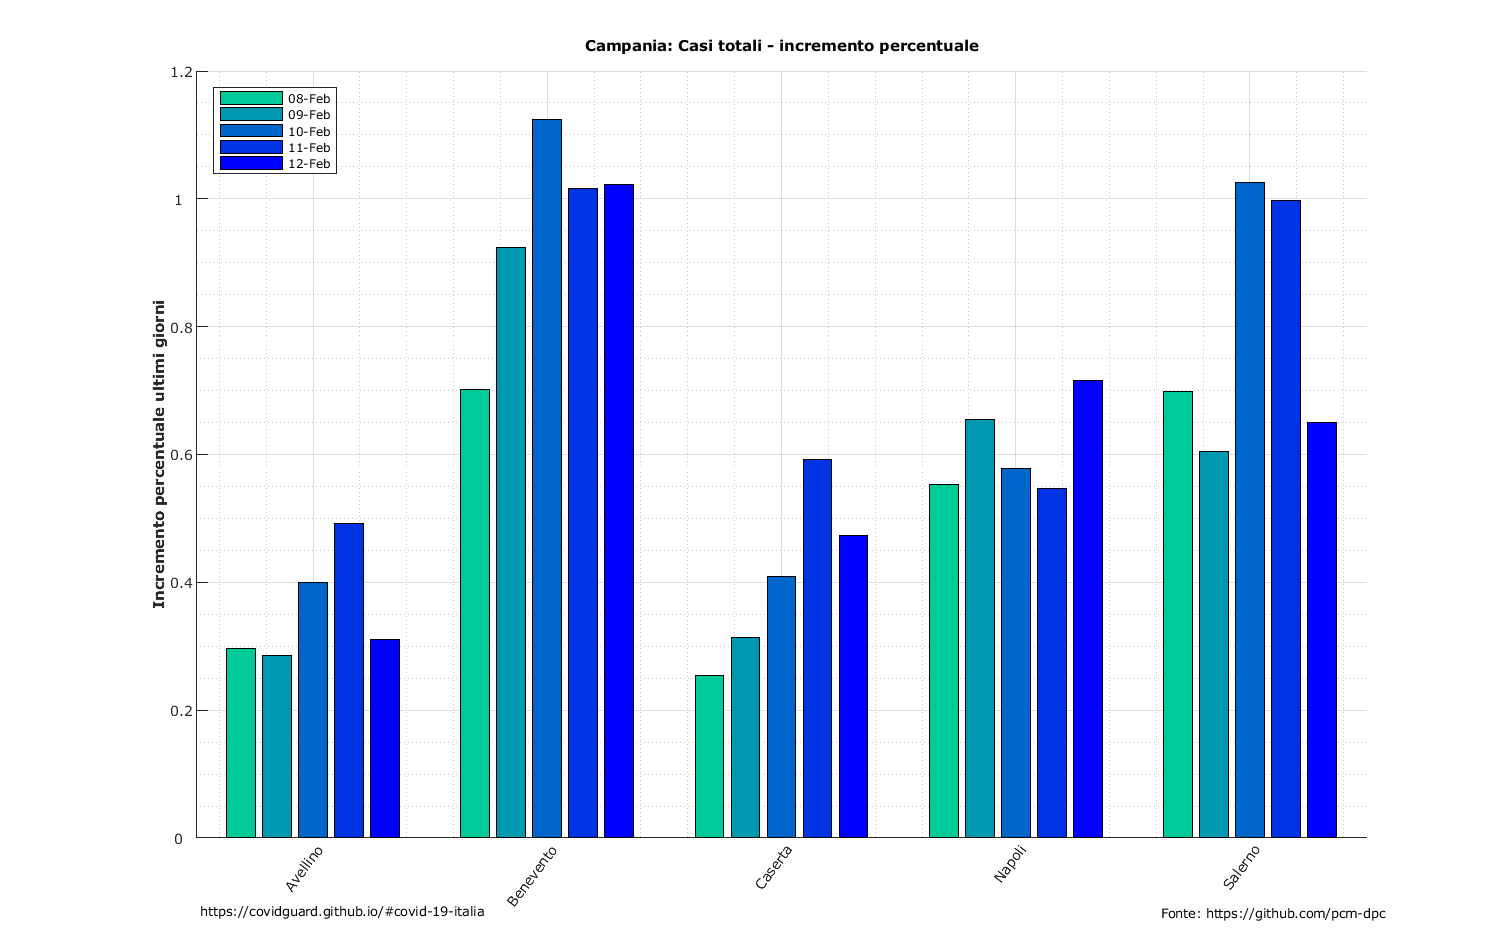 Campania: Casi totali - incremento percentuale
Incremento percentuale ultimi giorni
1.2
1
0.8
0.6
0.4
0.2
0
08-Feb
09-Feb
10-Feb
11-Feb
12-Feb
Avellino
Benevento
Caserta
Napoli
Salerno
https://covidguard.github.io/#covid-19-italia
Fonte: https://github.com/pcm-dpc